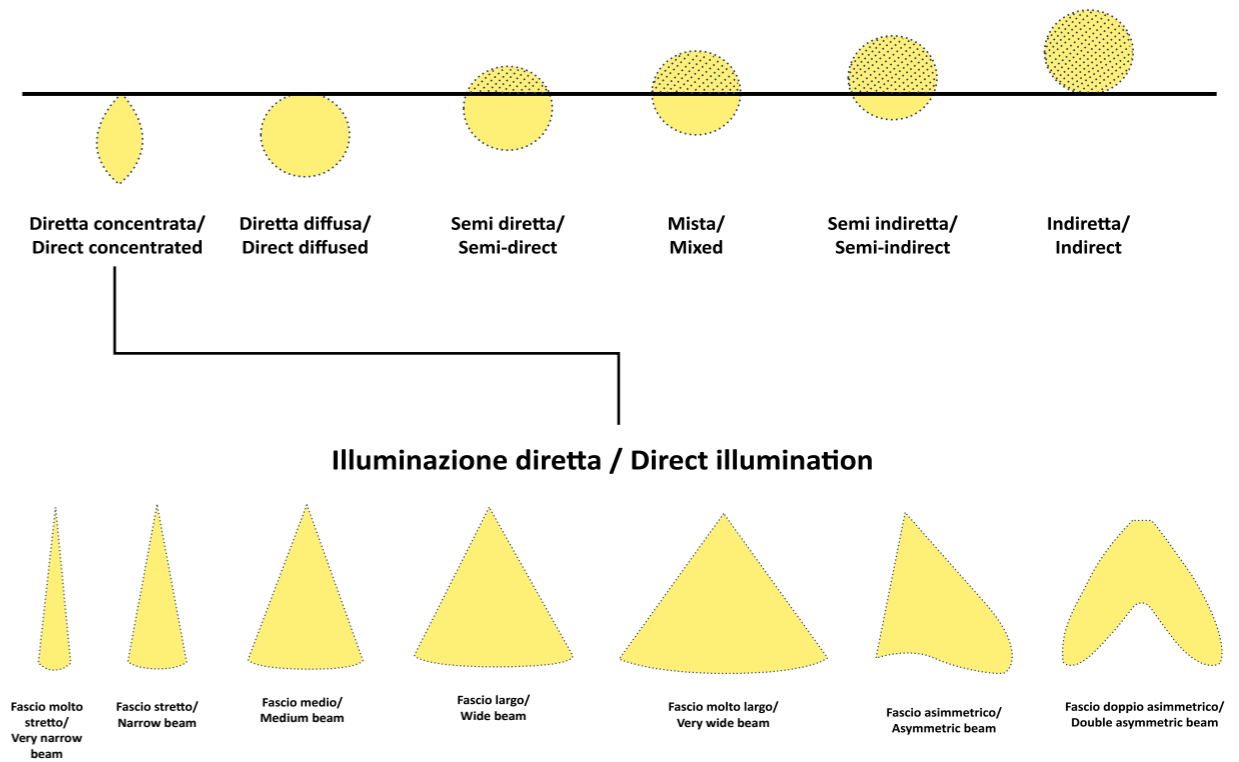 Diretta concentrata/
Direct concentrated
Diretta diffusa/
Direct diffused
Semi diretta/
Semi-direct
Mista/
Mixed
Semi indiretta/
Semi-indirect
Indiretta/
Indirect
Illuminazione diretta / Direct illumination
Fascio molto
stretto/
Very narrow
beam
Fascio stretto/
Narrow beam
Fascio medio/
Medium beam
Fascio largo/
Wide beam
Fascio molto largo/
Very wide beam
Fascio asimmetrico/
Asymmetric beam
Fascio doppio asimmetrico/
Double asymmetric beam